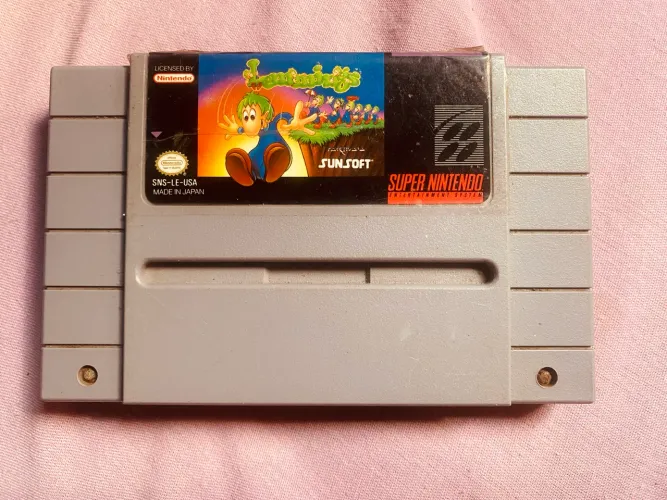 LICENSED BY
Nintendo
Lemmings
SUNSOFT
SNS-LE-USA
MADE IN JAPAN
SUPER NINTENDO
ENTERTAINMENT SYSTEM